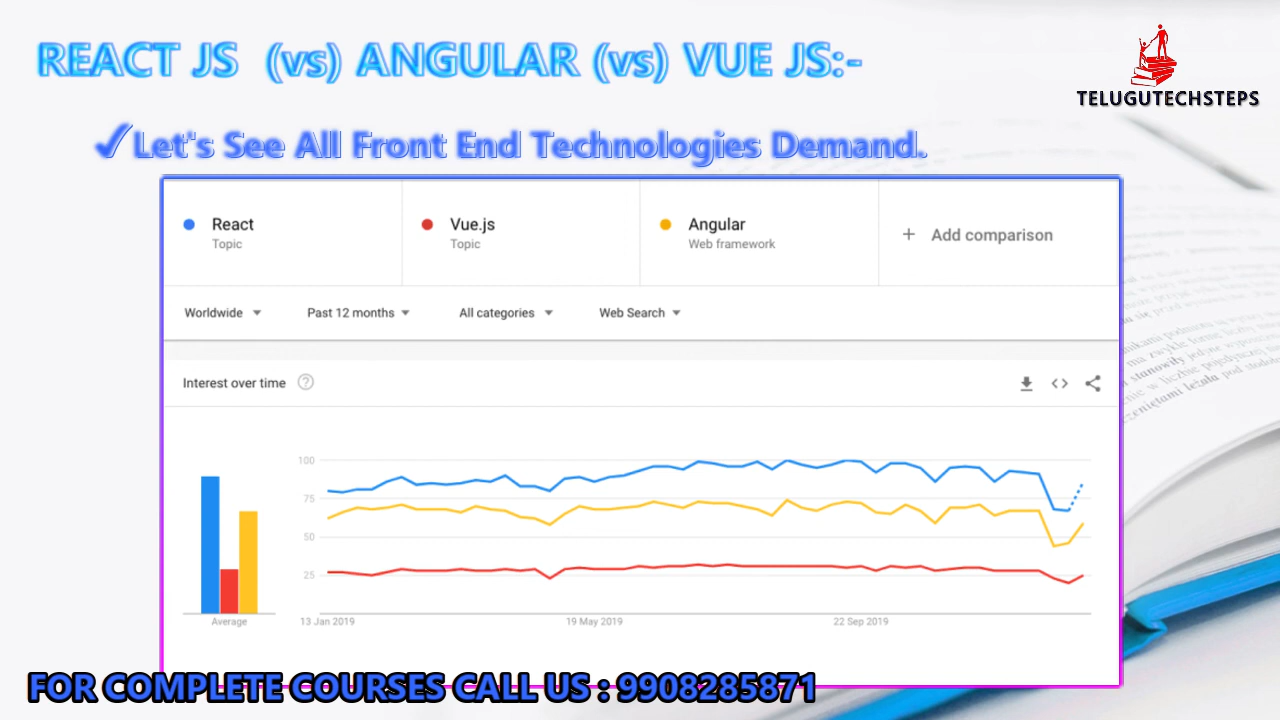 REACT JS (vs) ANGULAR (vs) VUE JS:-
TELUGUTECHSTEPS
✓Let's See All Front End Technologies Demand.
React
Topic
Vue.js
Topic
Angular
Web framework
+ Add comparison
Worldwide
Past 12 months
All categories
Web Search
Interest over time
?
100
75
50
25
Average
13 Jan 2019
19 May 2019
22 Sep 2019
FOR COMPLETE COURSES CALL US : 9908285871